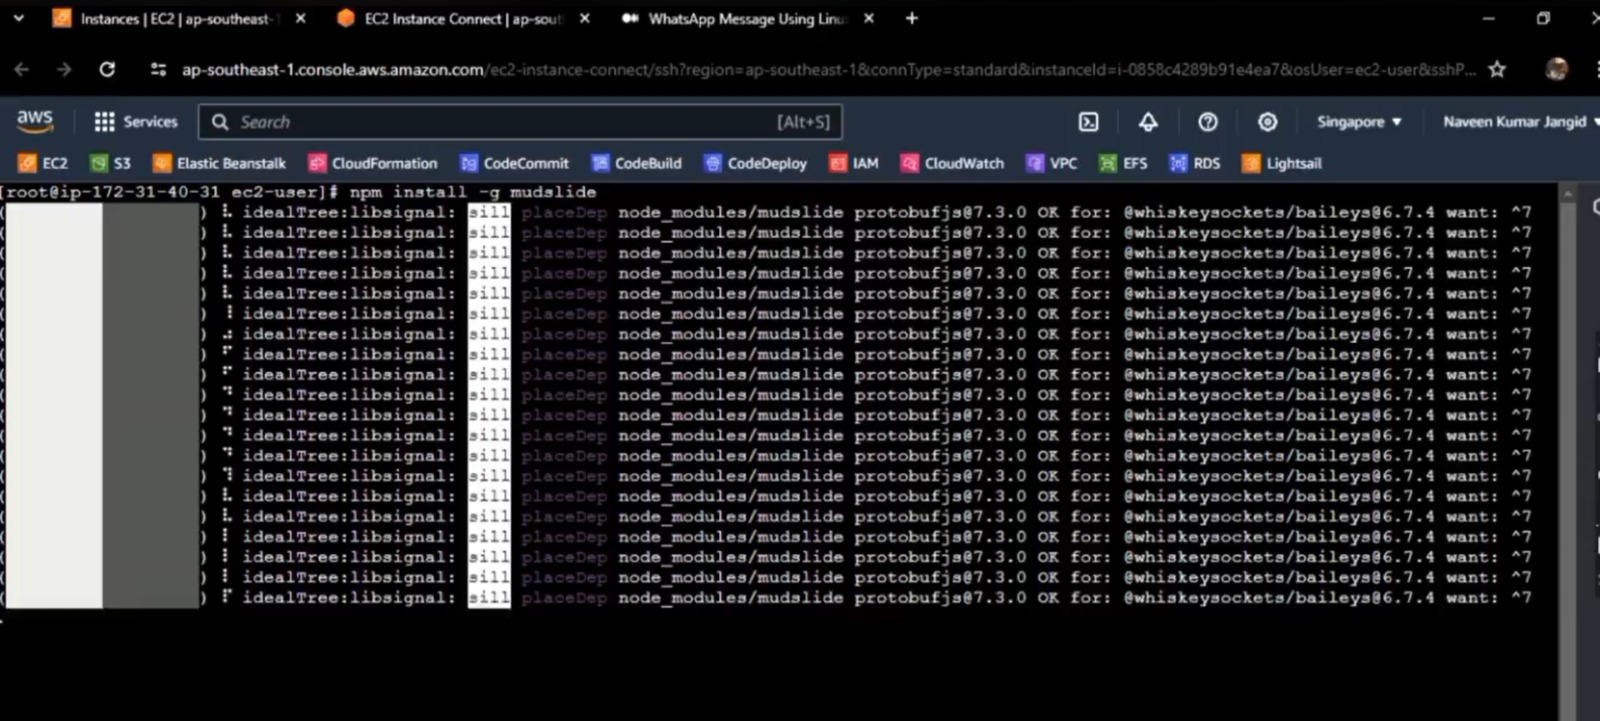 Instances | EC2 | ap-southeast-1
EC2 Instance Connect | ap-sout
WhatsApp Message Using Linu
ap-southeast-1.console.aws.amazon.com/ec2-instance-connect/ssh?region=ap-southeast-1&connType=standard&instanceId=i-0858c4289b91e4ea7&osUser=ec2-user&sshP...
aws Services Search [Alt+S] Singapore Naveen Kumar Jangid
EC2 S3 Elastic Beanstalk CloudFormation CodeCommit CodeBuild CodeDeploy IAM CloudWatch VPC EFS RDS Lightsail
[root@ip-172-31-40-31 ec2-user]# npm install -g mudslide
( ) ⠧ idealTree:libsignal: sill placeDep node_modules/mudslide protobufjs@7.3.0 OK for: @whiskeysockets/baileys@6.7.4 want: ^7
( ) ⠧ idealTree:libsignal: sill placeDep node_modules/mudslide protobufjs@7.3.0 OK for: @whiskeysockets/baileys@6.7.4 want: ^7
( ) ⠧ idealTree:libsignal: sill placeDep node_modules/mudslide protobufjs@7.3.0 OK for: @whiskeysockets/baileys@6.7.4 want: ^7
( ) ⠧ idealTree:libsignal: sill placeDep node_modules/mudslide protobufjs@7.3.0 OK for: @whiskeysockets/baileys@6.7.4 want: ^7
( ) ⠧ idealTree:libsignal: sill placeDep node_modules/mudslide protobufjs@7.3.0 OK for: @whiskeysockets/baileys@6.7.4 want: ^7
( ) ⠸ idealTree:libsignal: sill placeDep node_modules/mudslide protobufjs@7.3.0 OK for: @whiskeysockets/baileys@6.7.4 want: ^7
( ) ⠴ idealTree:libsignal: sill placeDep node_modules/mudslide protobufjs@7.3.0 OK for: @whiskeysockets/baileys@6.7.4 want: ^7
( ) ⠋ idealTree:libsignal: sill placeDep node_modules/mudslide protobufjs@7.3.0 OK for: @whiskeysockets/baileys@6.7.4 want: ^7
( ) ⠋ idealTree:libsignal: sill placeDep node_modules/mudslide protobufjs@7.3.0 OK for: @whiskeysockets/baileys@6.7.4 want: ^7
( ) ⠙ idealTree:libsignal: sill placeDep node_modules/mudslide protobufjs@7.3.0 OK for: @whiskeysockets/baileys@6.7.4 want: ^7
( ) ⠙ idealTree:libsignal: sill placeDep node_modules/mudslide protobufjs@7.3.0 OK for: @whiskeysockets/baileys@6.7.4 want: ^7
( ) ⠙ idealTree:libsignal: sill placeDep node_modules/mudslide protobufjs@7.3.0 OK for: @whiskeysockets/baileys@6.7.4 want: ^7
( ) ⠙ idealTree:libsignal: sill placeDep node_modules/mudslide protobufjs@7.3.0 OK for: @whiskeysockets/baileys@6.7.4 want: ^7
( ) ⠹ idealTree:libsignal: sill placeDep node_modules/mudslide protobufjs@7.3.0 OK for: @whiskeysockets/baileys@6.7.4 want: ^7
( ) ⠧ idealTree:libsignal: sill placeDep node_modules/mudslide protobufjs@7.3.0 OK for: @whiskeysockets/baileys@6.7.4 want: ^7
( ) ⠧ idealTree:libsignal: sill placeDep node_modules/mudslide protobufjs@7.3.0 OK for: @whiskeysockets/baileys@6.7.4 want: ^7
( ) ⠇ idealTree:libsignal: sill placeDep node_modules/mudslide protobufjs@7.3.0 OK for: @whiskeysockets/baileys@6.7.4 want: ^7
( ) ⠇ idealTree:libsignal: sill placeDep node_modules/mudslide protobufjs@7.3.0 OK for: @whiskeysockets/baileys@6.7.4 want: ^7
( ) ⠇ idealTree:libsignal: sill placeDep node_modules/mudslide protobufjs@7.3.0 OK for: @whiskeysockets/baileys@6.7.4 want: ^7
( ) ⠏ idealTree:libsignal: sill placeDep node_modules/mudslide protobufjs@7.3.0 OK for: @whiskeysockets/baileys@6.7.4 want: ^7